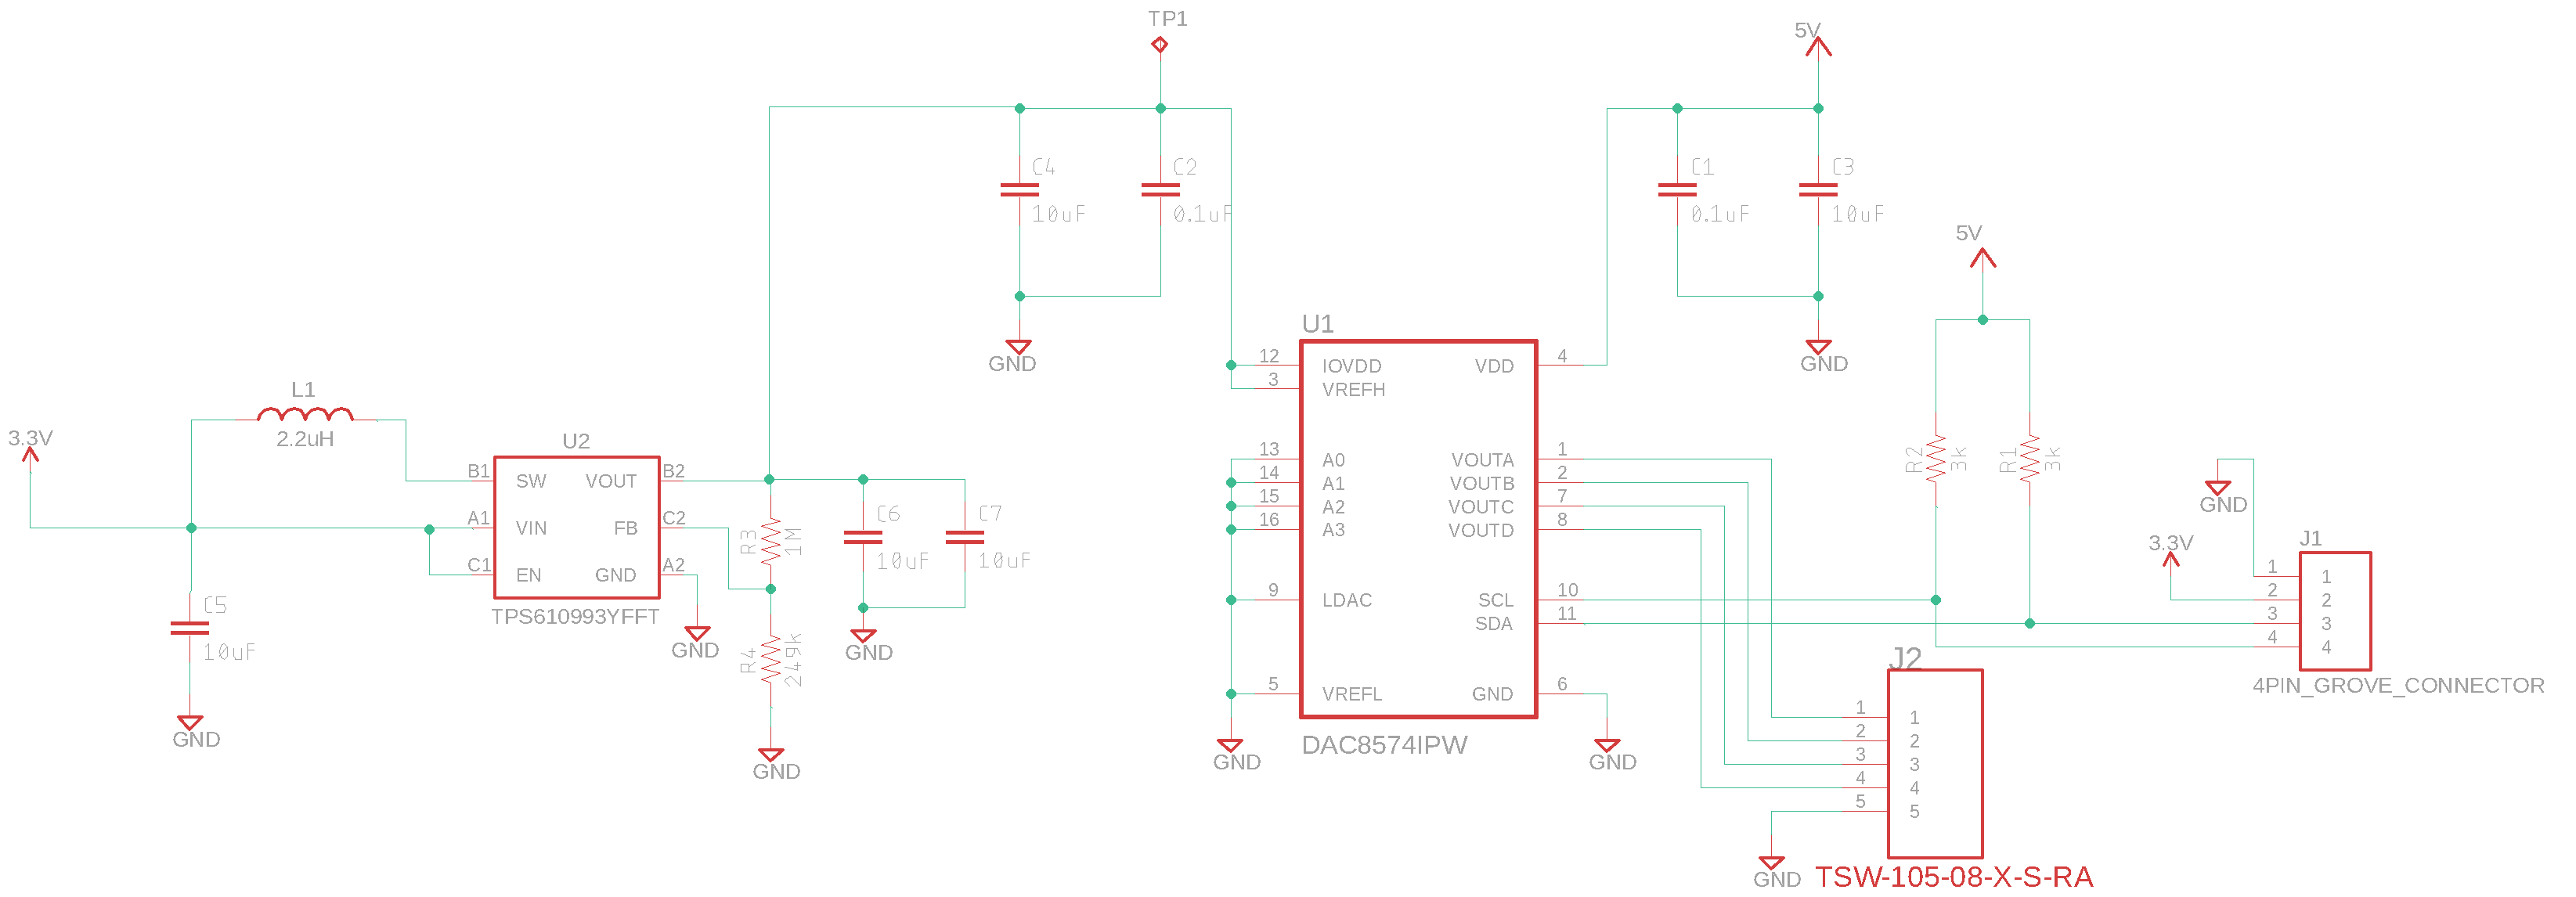 TP1
5V
C4
10uF
C2
0.1uF
C1
0.1uF
C3
10uF
GND
GND
5V
R2
3k
R1
3k
3.3V
L1
2.2uH
U2
B1
SW
VOUT
B2
A1
VIN
FB
C2
C1
EN
GND
A2
TPS610993YFFT
C5
10uF
GND
GND
R3
1M
R4
249k
GND
C6
10uF
C7
10uF
GND
U1
12
IOVDD
VDD
4
3
VREFH
13
A0
VOUTA
1
14
A1
VOUTB
2
15
A2
VOUTC
7
16
A3
VOUTD
8
9
LDAC
SCL
10
SDA
11
5
VREFL
GND
6
DAC8574IPW
GND
GND
GND
3.3V
J1
1
1
2
2
3
3
4
4
4PIN_GROVE_CONNECTOR
J2
1
1
2
2
3
3
4
4
5
5
GND
TSW-105-08-X-S-RA